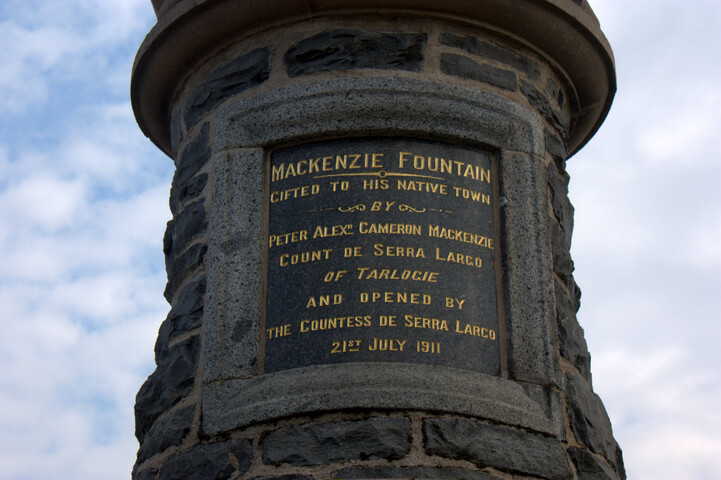 MACKENZIE FOUNTAIN
GIFTED TO HIS NATIVE TOWN
BY
PETER ALEXR. CAMERON MACKENZIE
COUNT DE SERRA LARGO
OF TARLOGIE
AND OPENED BY
THE COUNTESS DE SERRA LARGO
21ST JULY 1911